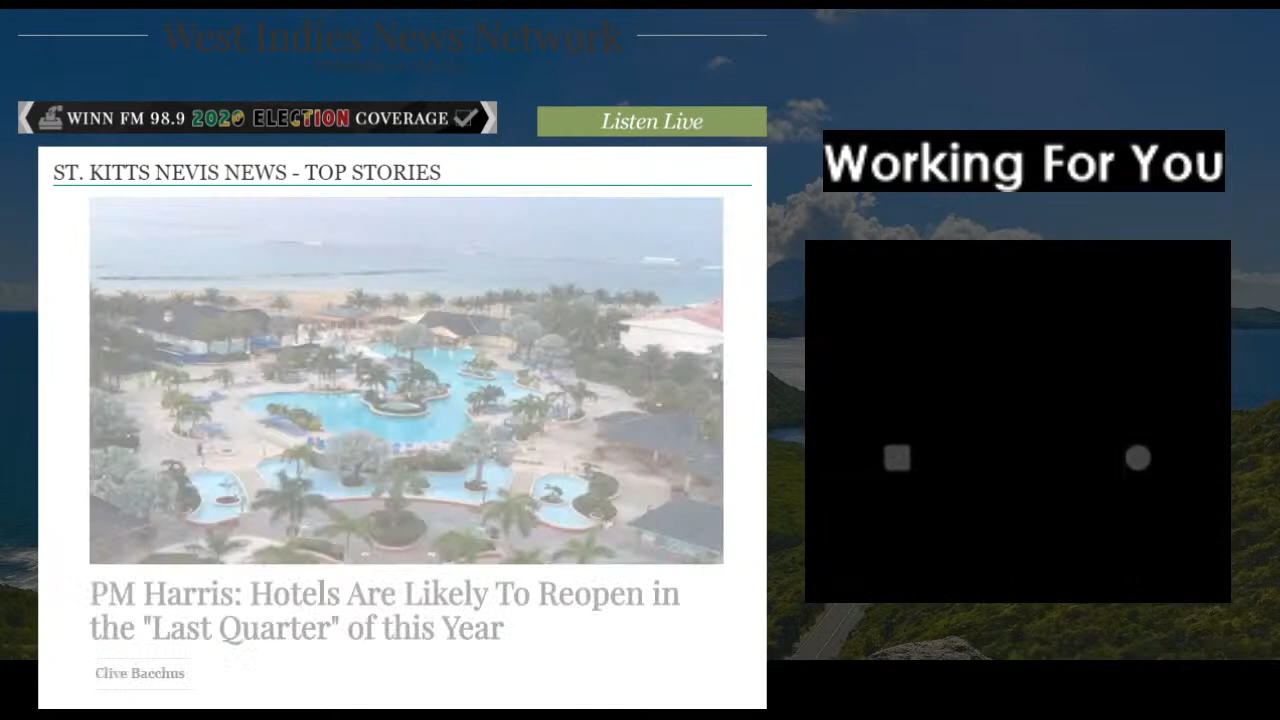 West Indies News Network
WINN FM 98.9 2020 ELECTION COVERAGE
Listen Live
Working For You
ST. KITTS NEVIS NEWS - TOP STORIES
PM Harris: Hotels Are Likely To Reopen in
the "Last Quarter" of this Year
Clive Bacchus